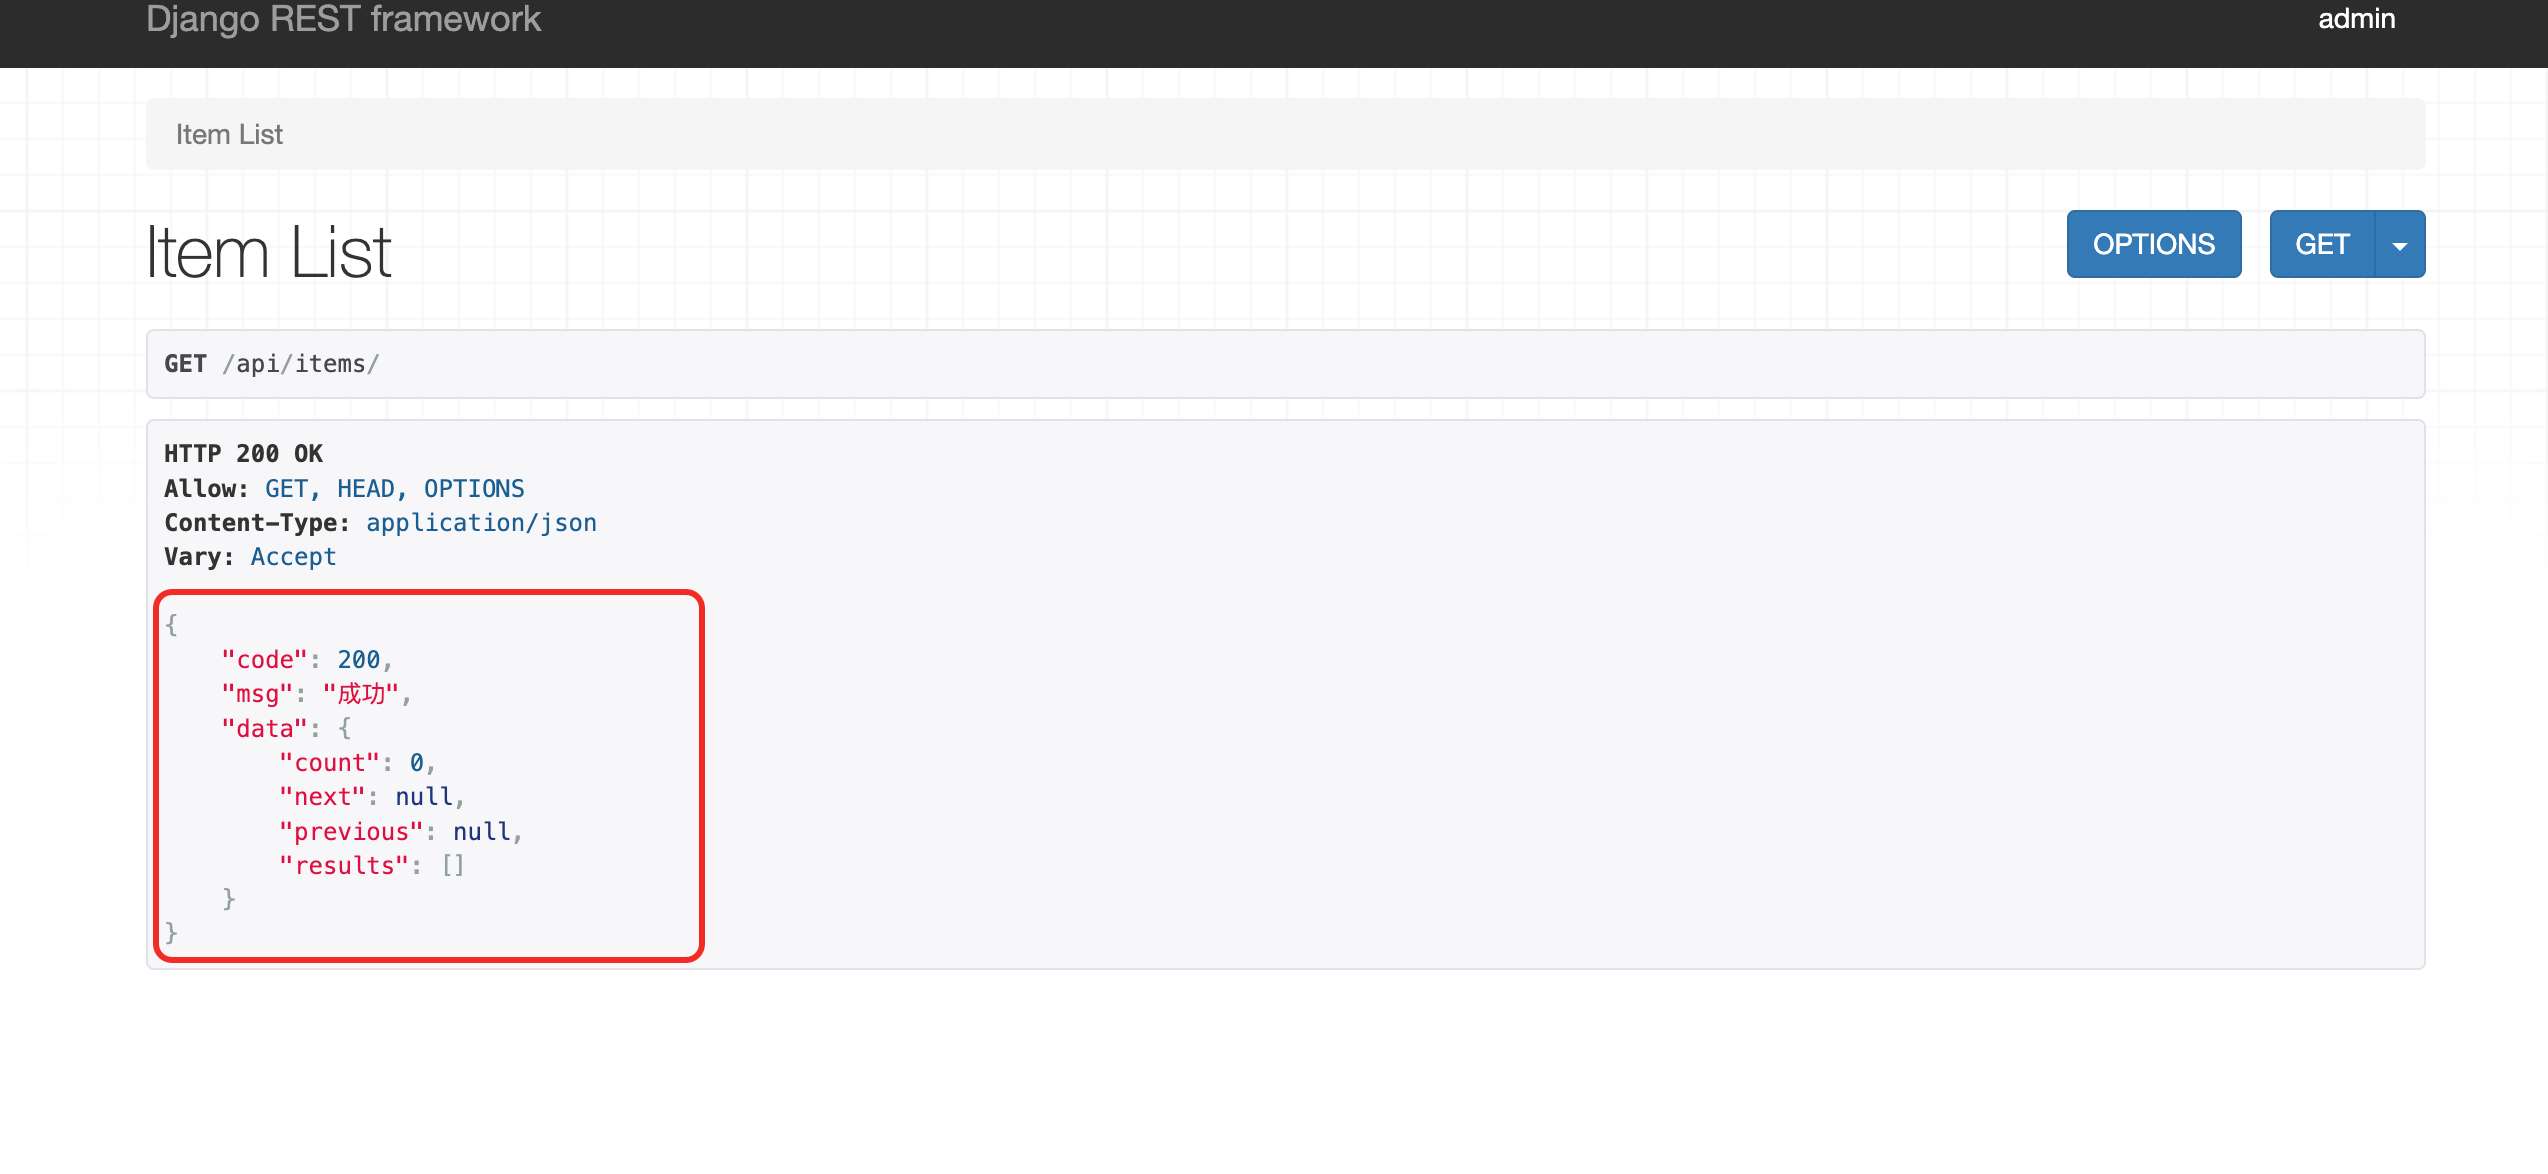 Django REST framework
admin
Item List
Item List
OPTIONS
GET
GET /api/items/
HTTP 200 OK
Allow: GET, HEAD, OPTIONS
Content-Type: application/json
Vary: Accept
{
    "code": 200,
    "msg": "成功",
    "data": {
        "count": 0,
        "next": null,
        "previous": null,
        "results": []
    }
}